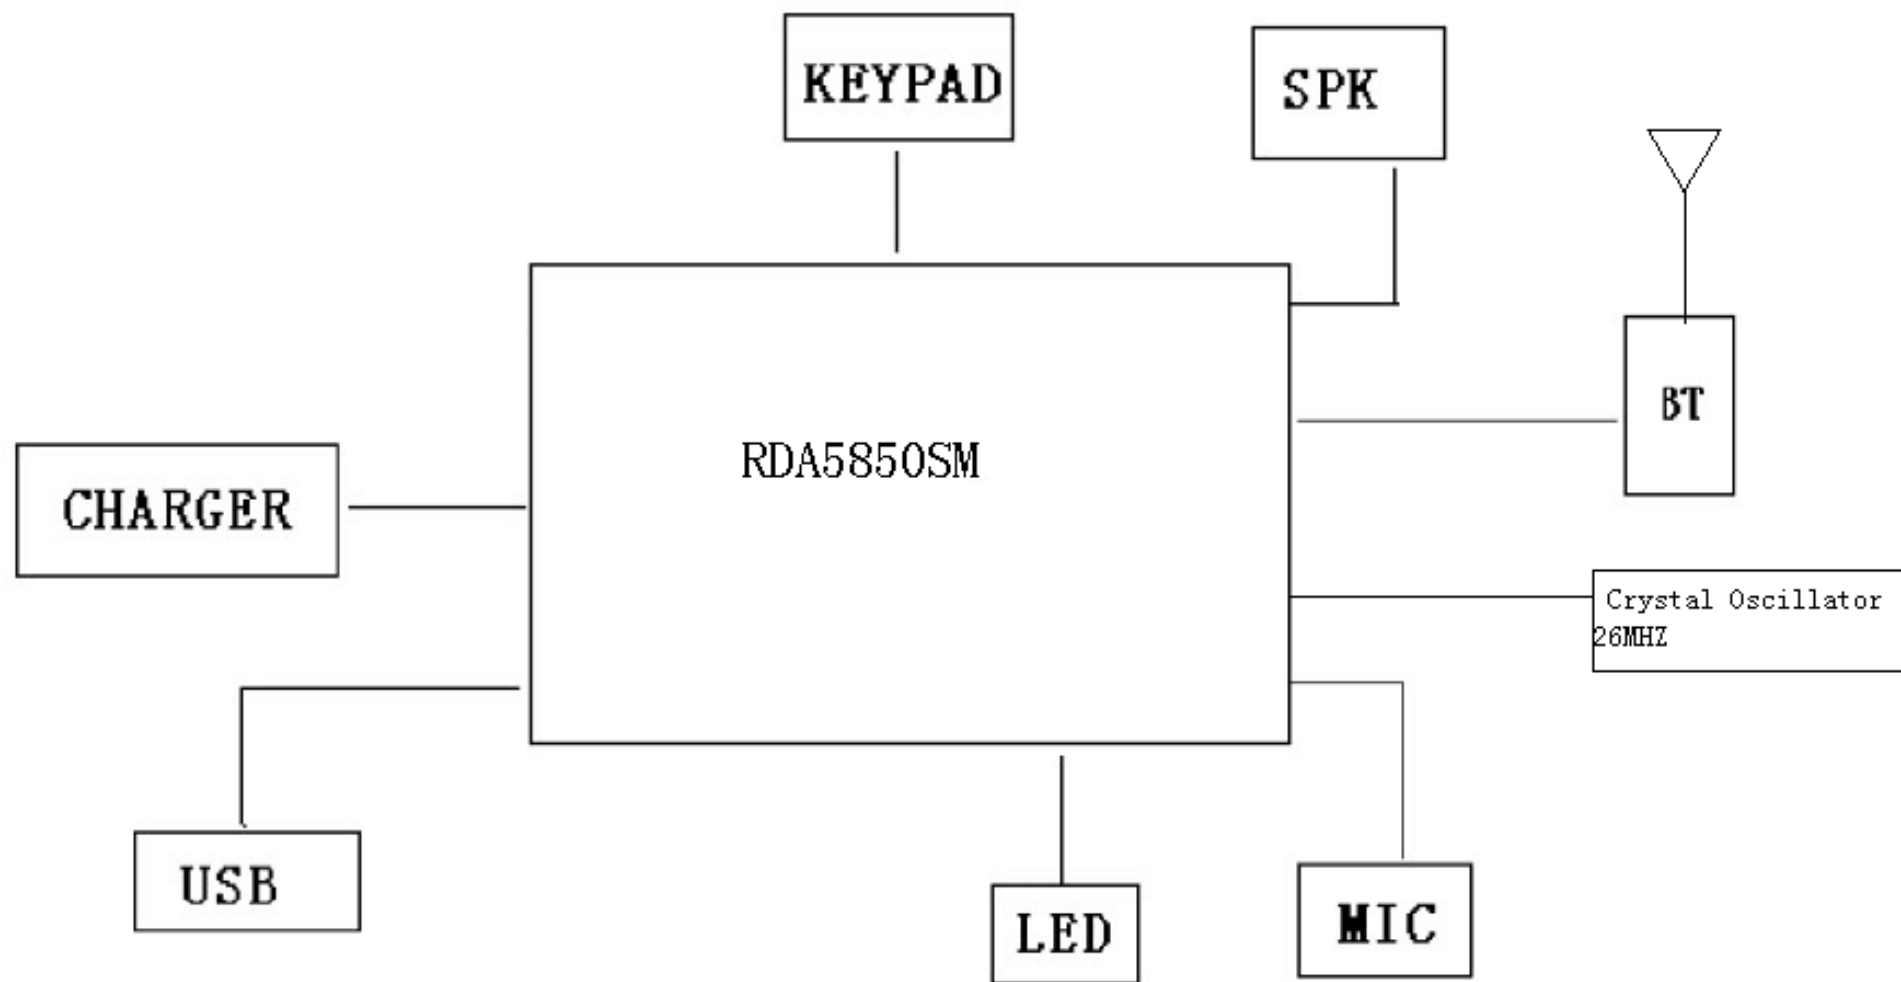 KEYPAD
SPK
BT
RDA5850SM
CHARGER
Crystal Oscillator
26MHZ
USB
LED
MIC